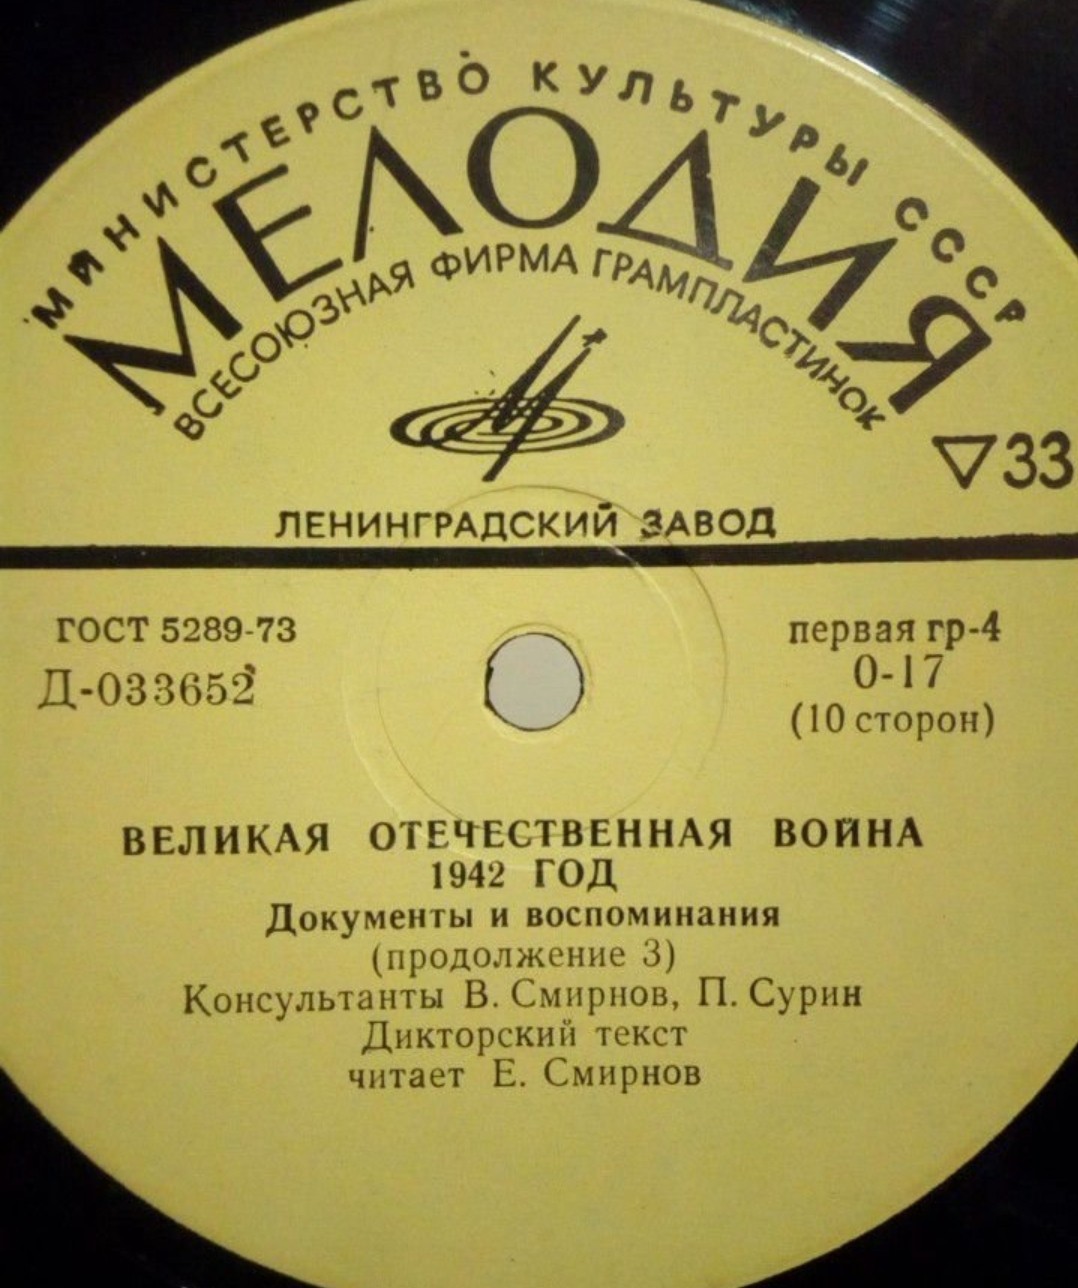 МИНИСТЕРСТВО КУЛЬТУРЫ СССР
МЕЛОДИЯ
ВСЕСОЮЗНАЯ ФИРМА ГРАМПЛАСТИНОК
▽33
ЛЕНИНГРАДСКИЙ ЗАВОД
ГОСТ 5289-73
Д-033652
первая гр-4
0-17
(10 сторон)
ВЕЛИКАЯ ОТЕЧЕСТВЕННАЯ ВОЙНА
1942 ГОД
Документы и воспоминания
(продолжение 3)
Консультанты В. Смирнов, П. Сурин
Дикторский текст
читает Е. Смирнов